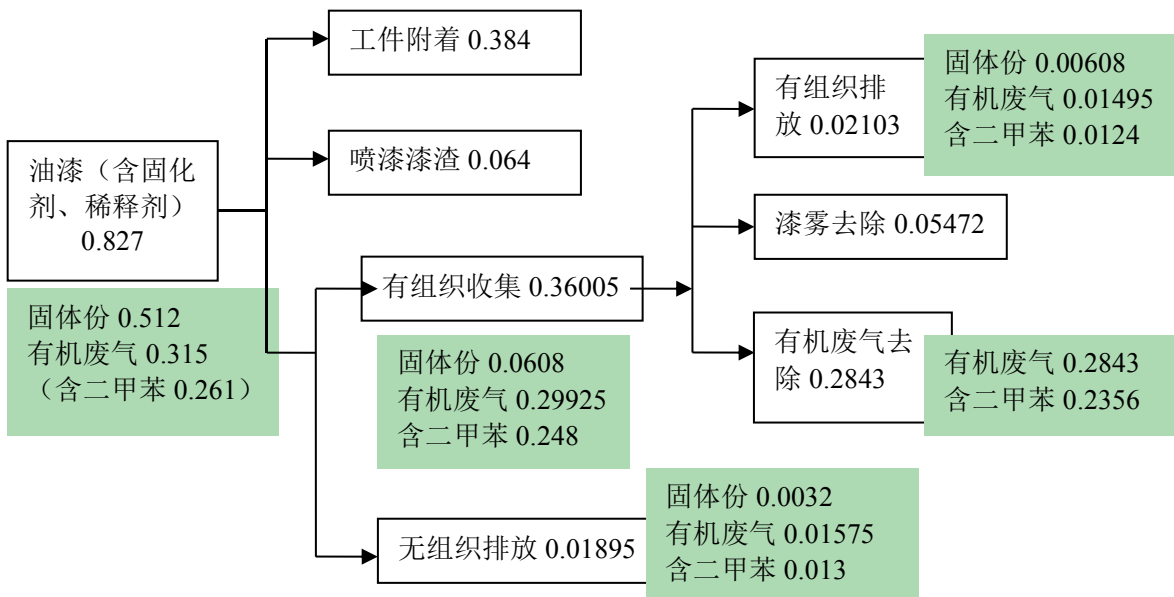 工件附着 0.384
喷漆漆渣 0.064
油漆（含固化
剂、稀释剂）
0.827
固体份 0.512
有机废气 0.315
（含二甲苯 0.261）
有组织收集 0.36005
固体份 0.0608
有机废气 0.29925
含二甲苯 0.248
无组织排放 0.01895
固体份 0.0032
有机废气 0.01575
含二甲苯 0.013
有组织排
放 0.02103
固体份 0.00608
有机废气 0.01495
含二甲苯 0.0124
漆雾去除 0.05472
有机废气去
除 0.2843
有机废气 0.2843
含二甲苯 0.2356